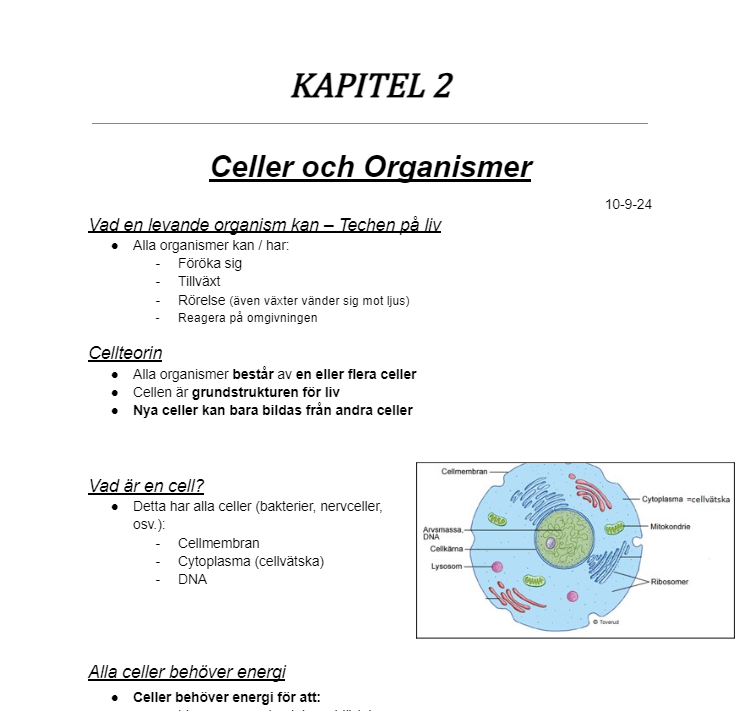 KAPITEL 2
Celler och Organismer
10-9-24
Vad en levande organism kan – Techen på liv
● Alla organismer kan / har:
- Föröka sig
- Tillväxt
- Rörelse (även växter vänder sig mot ljus)
- Reagera på omgivningen
Cellteorin
● Alla organismer består av en eller flera celler
● Cellen är grundstrukturen för liv
● Nya celler kan bara bildas från andra celler
Vad är en cell?
● Detta har alla celler (bakterier, nervceller,
osv.):
- Cellmembran
- Cytoplasma (cellvätska)
- DNA
Cellmembran
Cytoplasma =cellvätska
Arvsmassa,
DNA
Mitokondrie
Cellkärna
Lysosom
Ribosomer
© Toverud
Alla celler behöver energi
● Celler behöver energi för att: